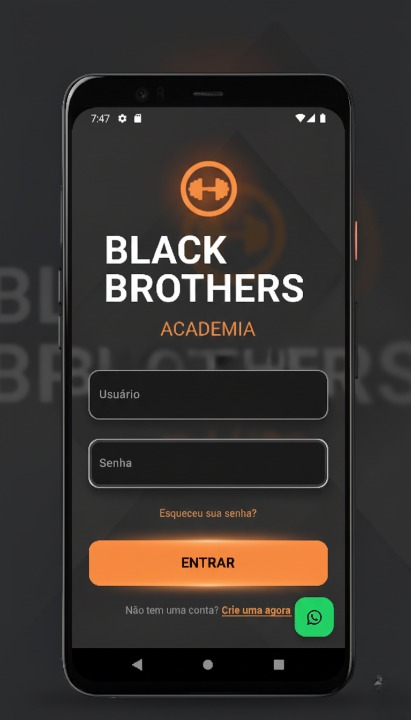 7:47
BLACK
BROTHERS
ACADEMIA
Usuário
Senha
Esqueceu sua senha?
ENTRAR
Não tem uma conta? Crie uma agora